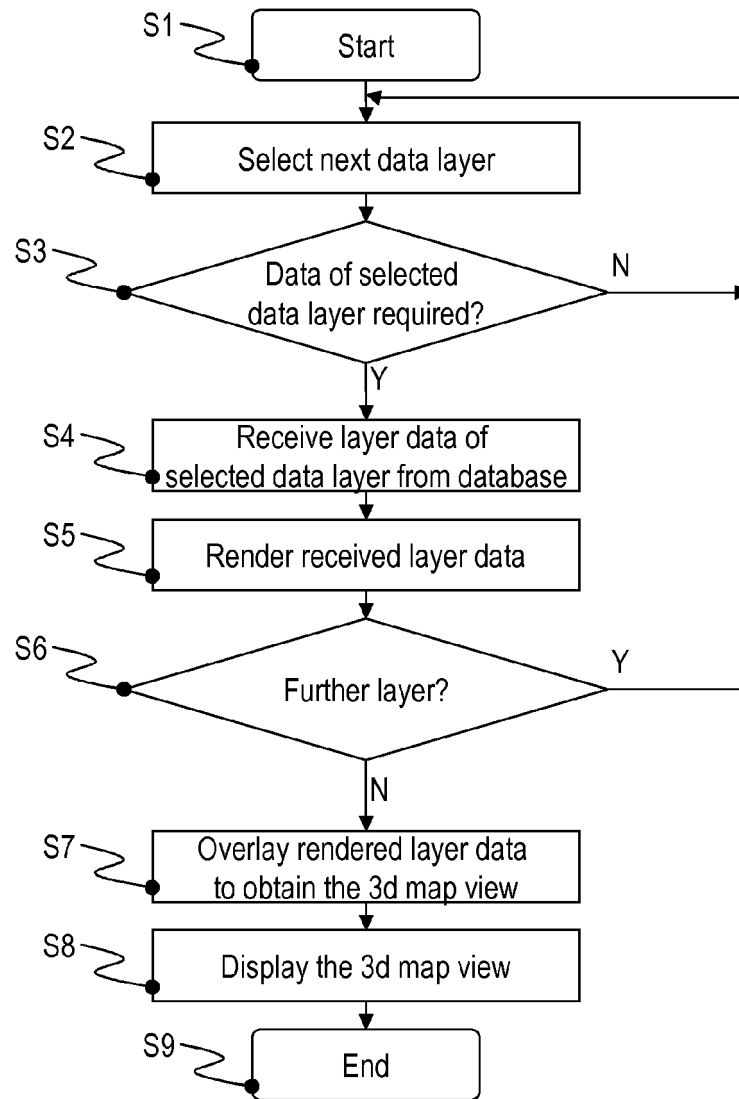 S1
Start
S2
Select next data layer
S3
Data of selected
data layer required?
N
Y
S4
Receive layer data of
selected data layer from database
S5
Render received layer data
S6
Further layer?
Y
N
S7
Overlay rendered layer data
to obtain the 3d map view
S8
Display the 3d map view
S9
End